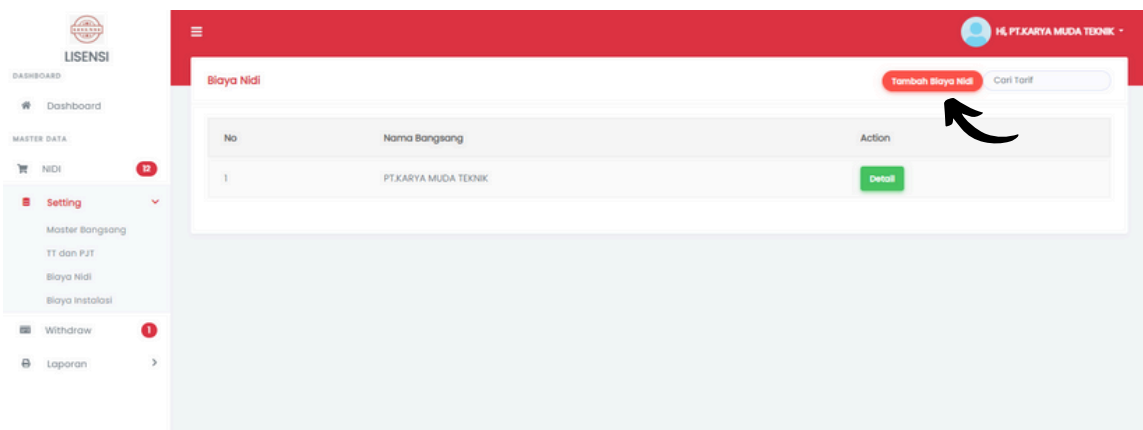 LISENSI
DASHBOARD
Dashboard
MASTER DATA
NIDI 12
Setting
Master Bangsang
TT dan PJT
Biaya Nidi
Biaya Instalasi
Withdraw 1
Laporan
Hi, PT.KARYA MUDA TEKNIK
Biaya Nidi
Tambah Biaya Nidi
Cari Tarif
No Nama Bangsang Action
1 PT.KARYA MUDA TEKNIK Detail